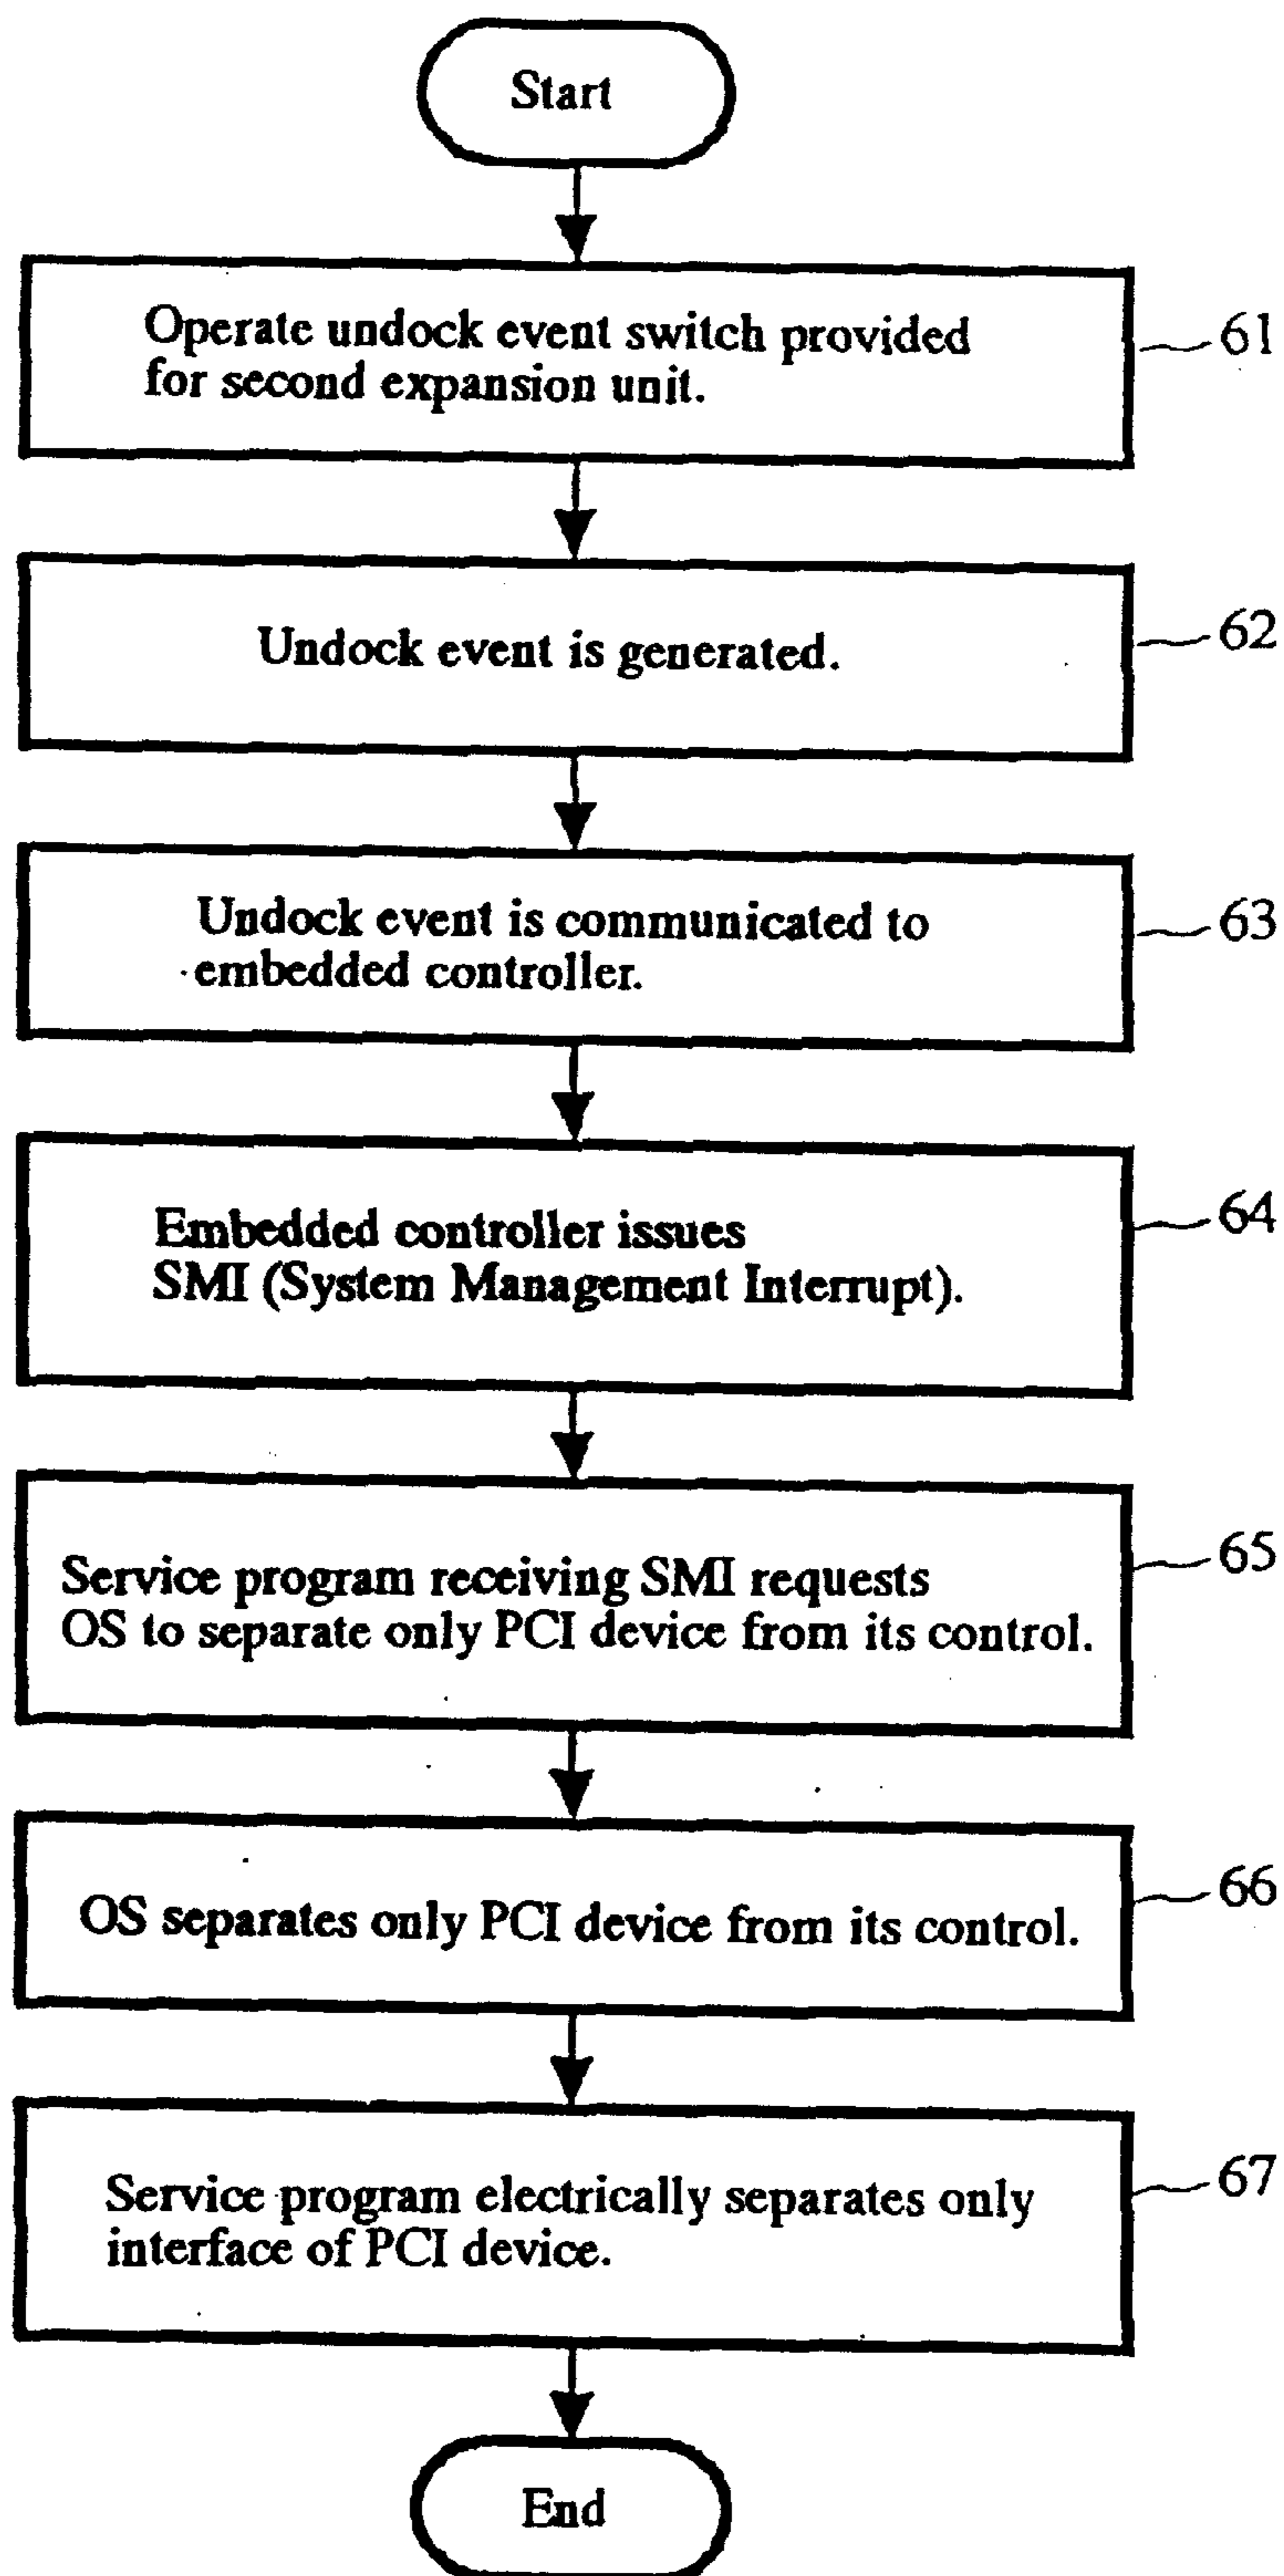 Start
Operate undock event switch provided
for second expansion unit.
61
Undock event is generated.
62
Undock event is communicated to
embedded controller.
63
Embedded controller issues
SMI (System Management Interrupt).
64
Service program receiving SMI requests
OS to separate only PCI device from its control.
65
OS separates only PCI device from its control.
66
Service program electrically separates only
interface of PCI device.
67
End